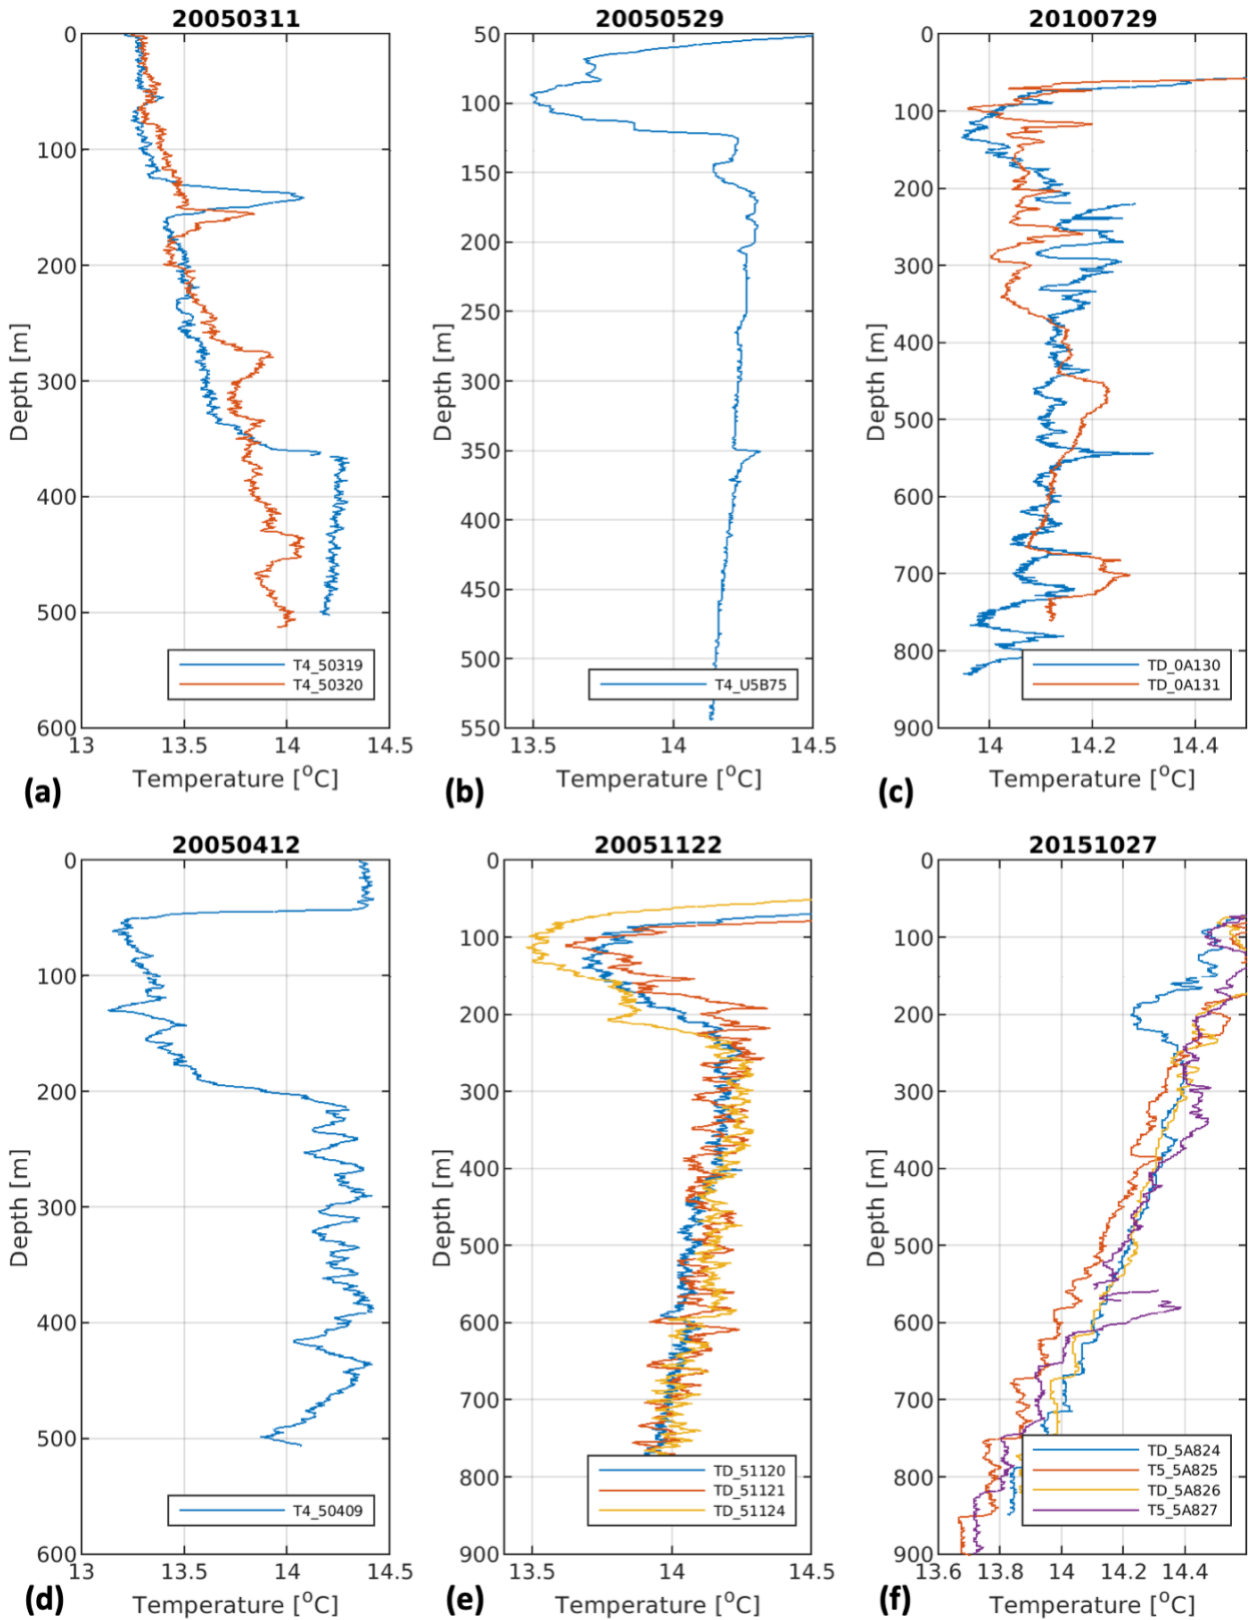 20050311
0
100
200
300
400
500
600
13 13.5 14 14.5
Depth [m]
Temperature [°C]
T4_50319
T4_50320
(a)
20050529
50
100
150
200
250
300
350
400
450
500
550
13.5 14 14.5
Depth [m]
Temperature [°C]
T4_U5B75
(b)
20100729
0
100
200
300
400
500
600
700
800
900
14 14.2 14.4
Depth [m]
Temperature [°C]
TD_0A130
TD_0A131
(c)
20050412
0
100
200
300
400
500
600
13 13.5 14 14.5
Depth [m]
Temperature [°C]
T4_50409
(d)
20051122
0
100
200
300
400
500
600
700
800
900
13.5 14 14.5
Depth [m]
Temperature [°C]
TD_51120
TD_51121
TD_51124
(e)
20151027
0
100
200
300
400
500
600
700
800
900
13.6 13.8 14 14.2 14.4
Depth [m]
Temperature [°C]
TD_5A824
T5_5A825
TD_5A826
T5_5A827
(f)